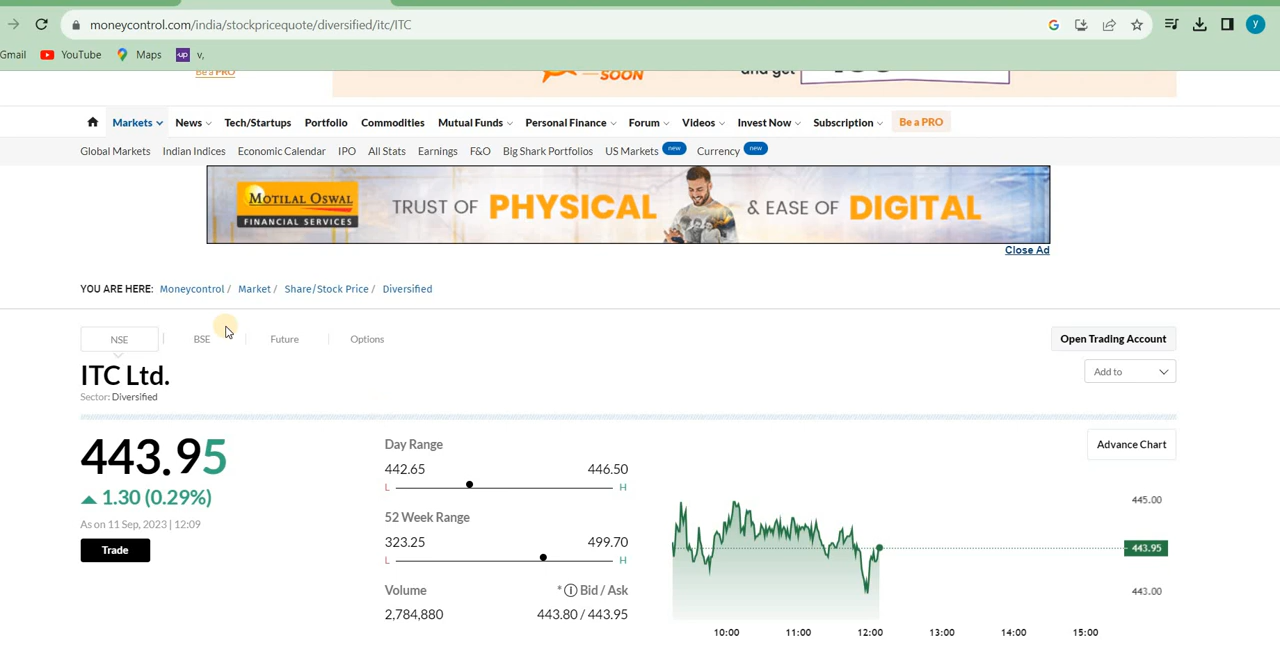 moneycontrol.com/india/stockpricequote/diversified/itc/ITC
G
y
Gmail YouTube Maps up v,
Be a PRO
SOON and get
Markets News Tech/Startups Portfolio Commodities Mutual Funds Personal Finance Forum Videos Invest Now Subscription Be a PRO
Global Markets Indian Indices Economic Calendar IPO All Stats Earnings F&O Big Shark Portfolios US Markets new Currency new
MOTILAL OSWAL
FINANCIAL SERVICES
TRUST OF PHYSICAL & EASE OF DIGITAL
Close Ad
YOU ARE HERE: Moneycontrol / Market / Share/Stock Price / Diversified
NSE | BSE | Future | Options
Open Trading Account
ITC Ltd.
Add to
Sector: Diversified
443.95
1.30 (0.29%)
As on 11 Sep, 2023 | 12:09
Trade
Day Range
442.65 446.50
L H
52 Week Range
323.25 499.70
L H
Volume * Bid / Ask
2,784,880 443.80 / 443.95
Advance Chart
445.00
443.95
443.00
10:00 11:00 12:00 13:00 14:00 15:00